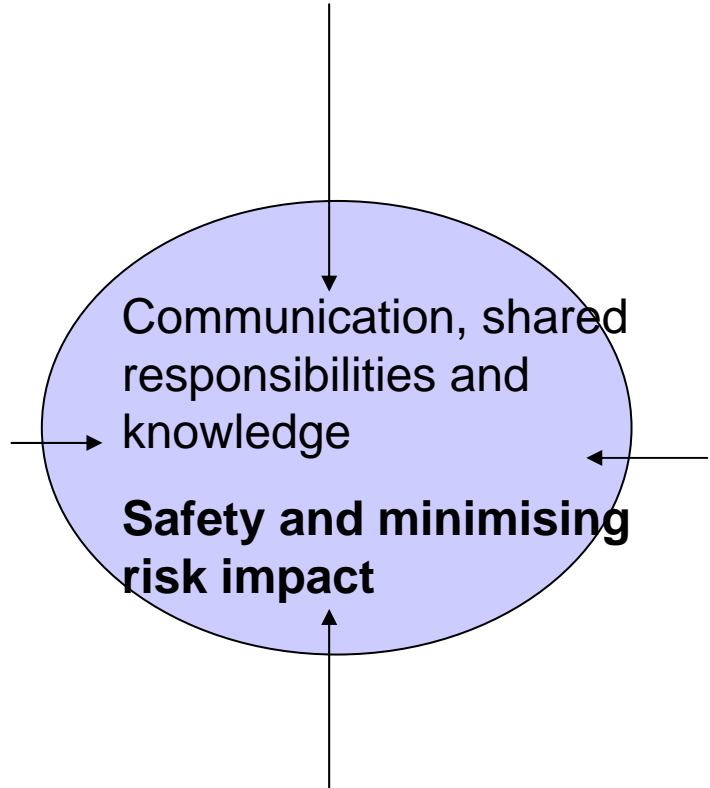 Communication, shared
responsibilities and
knowledge
Safety and minimising
risk impact